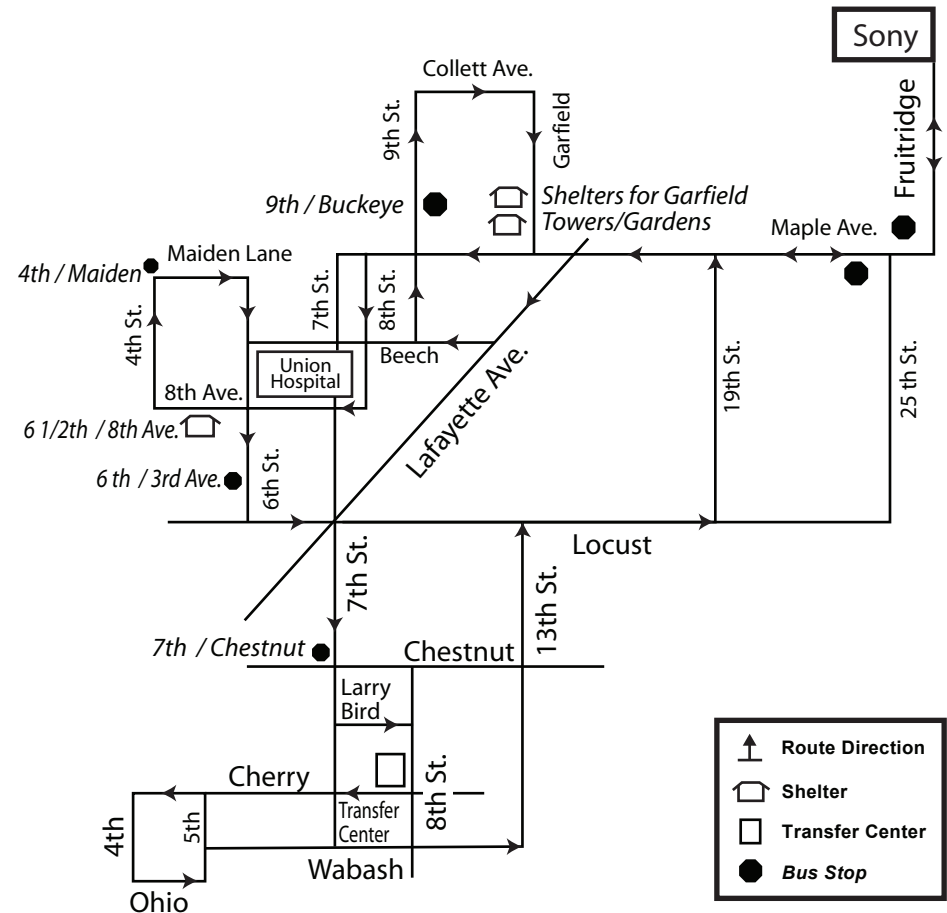 Sony
Collett Ave.
9th St.
Garfield
Fruitridge
9th / Buckeye
Shelters for Garfield
Towers/Gardens
Maple Ave.
4th / Maiden
Maiden Lane
4th St.
7th St.
8th St.
Beech
Union
Hospital
8th Ave.
Lafayette Ave.
19th St.
25 th St.
6 1/2th / 8th Ave.
6 th / 3rd Ave.
6th St.
Locust
7th St.
13th St.
7th / Chestnut
Chestnut
Larry
Bird
Cherry
8th St.
Transfer
Center
4th
5th
Wabash
Ohio
Route Direction
Shelter
Transfer Center
Bus Stop